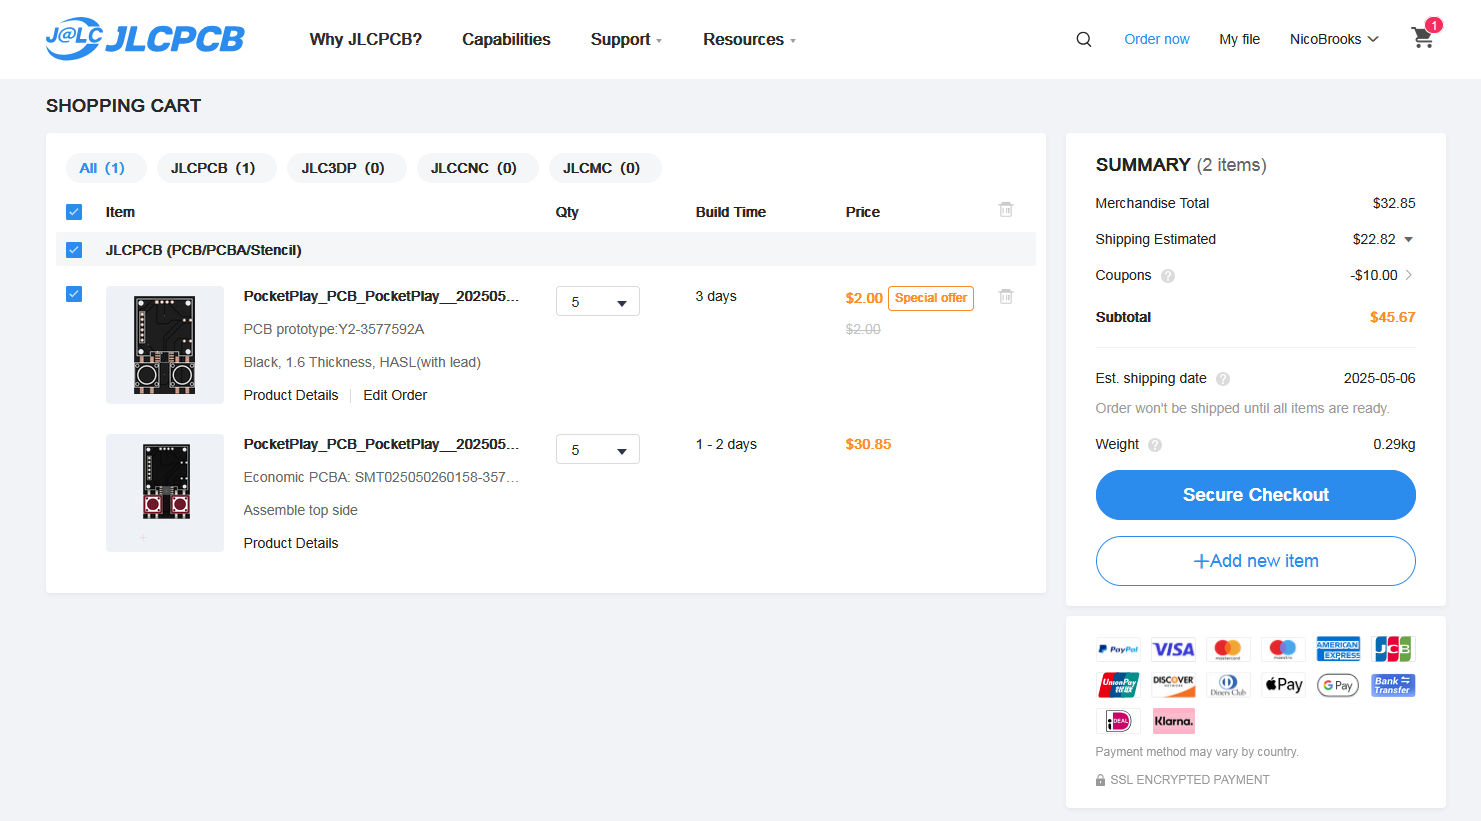 J@LC JLCPCB
Why JLCPCB? Capabilities Support Resources Order now My file NicoBrooks 1
SHOPPING CART
All (1) JLCPCB (1) JLC3DP (0) JLCCNC (0) JLCMC (0)
Item Qty Build Time Price
JLCPCB (PCB/PCBA/Stencil)
PocketPlay_PCB_PocketPlay__202505... 5 3 days $2.00 Special offer
PCB prototype:Y2-3577592A $2.00
Black, 1.6 Thickness, HASL(with lead)
Product Details Edit Order
PocketPlay_PCB_PocketPlay__202505... 5 1 - 2 days $30.85
Economic PCBA: SMT025050260158-357...
Assemble top side
Product Details
SUMMARY (2 items)
Merchandise Total $32.85
Shipping Estimated $22.82
Coupons ? -$10.00
Subtotal $45.67
Est. shipping date ? 2025-05-06
Order won't be shipped until all items are ready.
Weight ? 0.29kg
Secure Checkout
+Add new item
PayPal VISA mastercard maestro AMERICAN EXPRESS JCB
UnionPay 银联 DISCOVER NETWORK Diners Club Pay G Pay Bank Transfer
iDEAL Klarna.
Payment method may vary by country.
SSL ENCRYPTED PAYMENT